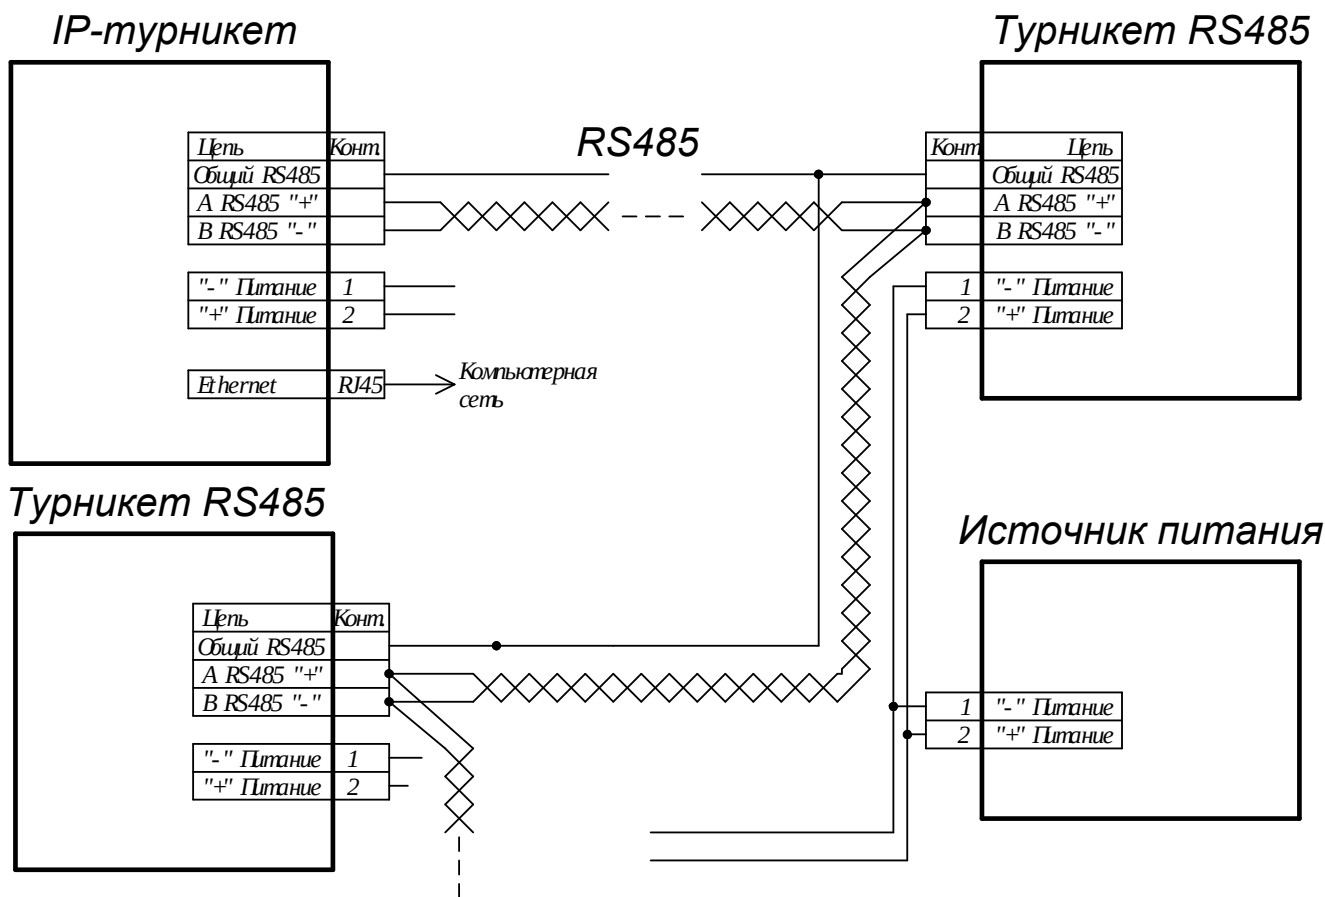 IP-турникет
Турникет RS485
RS485
Цепь Конт.
Общий RS485
A RS485 "+"
B RS485 "-"
"-" Питание 1
"+" Питание 2
Ethernet RJ45
Компьютерная
сеть
Конт Цепь
Общий RS485
A RS485 "+"
B RS485 "-"
1 "-" Питание
2 "+" Питание
Турникет RS485
Цепь Конт.
Общий RS485
A RS485 "+"
B RS485 "-"
"-" Питание 1
"+" Питание 2
Источник питания
1 "-" Питание
2 "+" Питание